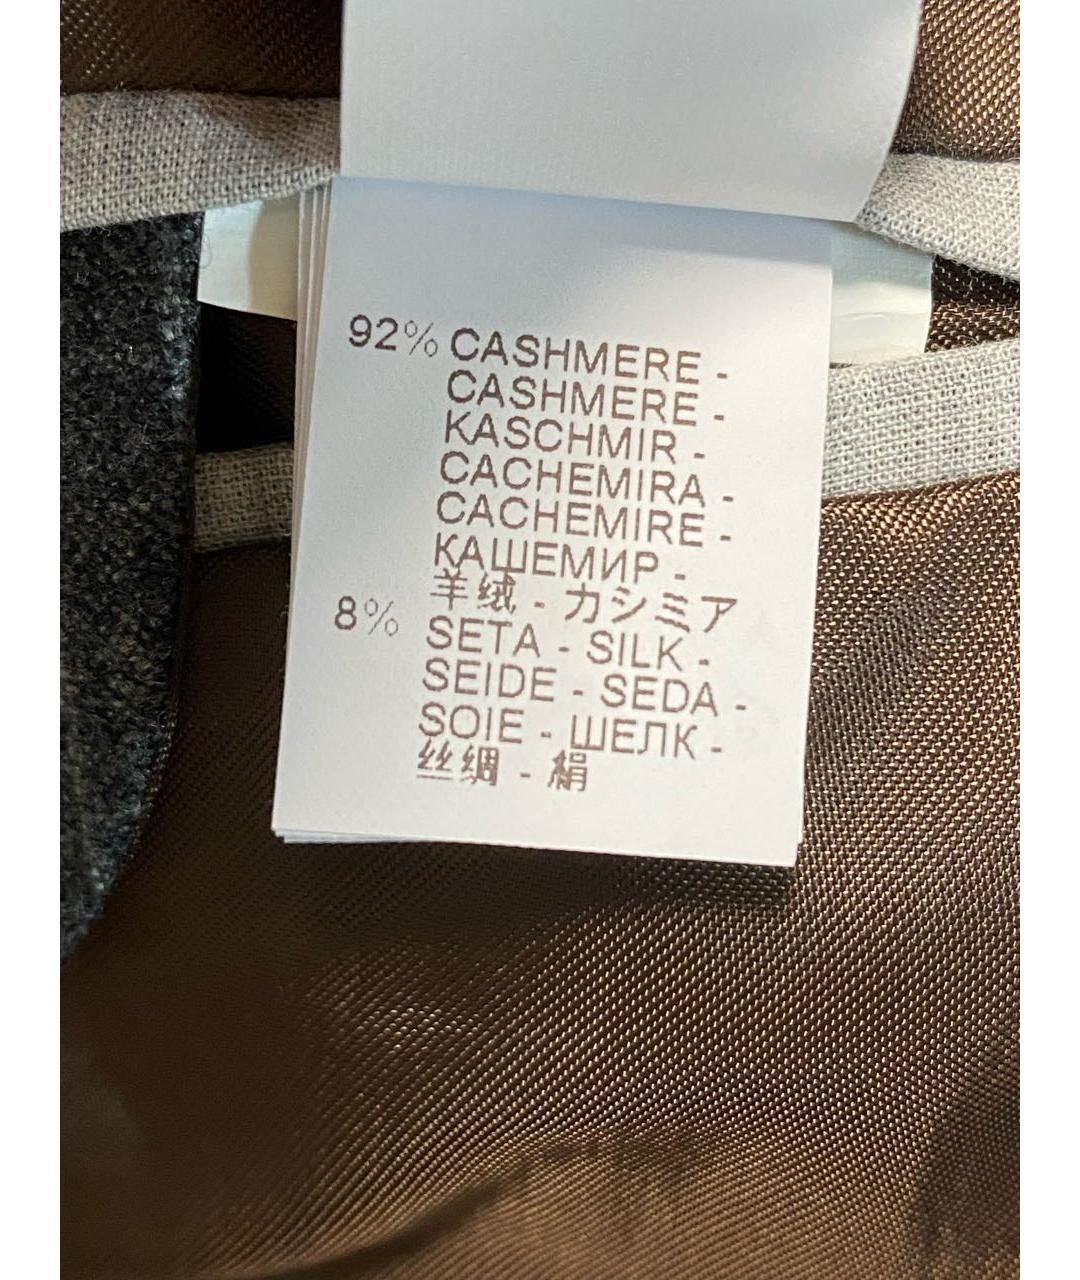 92% CASHMERE -
CASHMERE -
KASCHMIR -
CACHEMIRA -
CACHEMIRE -
КАШЕМИР -
羊绒 - カシミア
8% SETA - SILK -
SEIDE - SEDA -
SOIE - ШЕЛК -
丝绸 - 絹